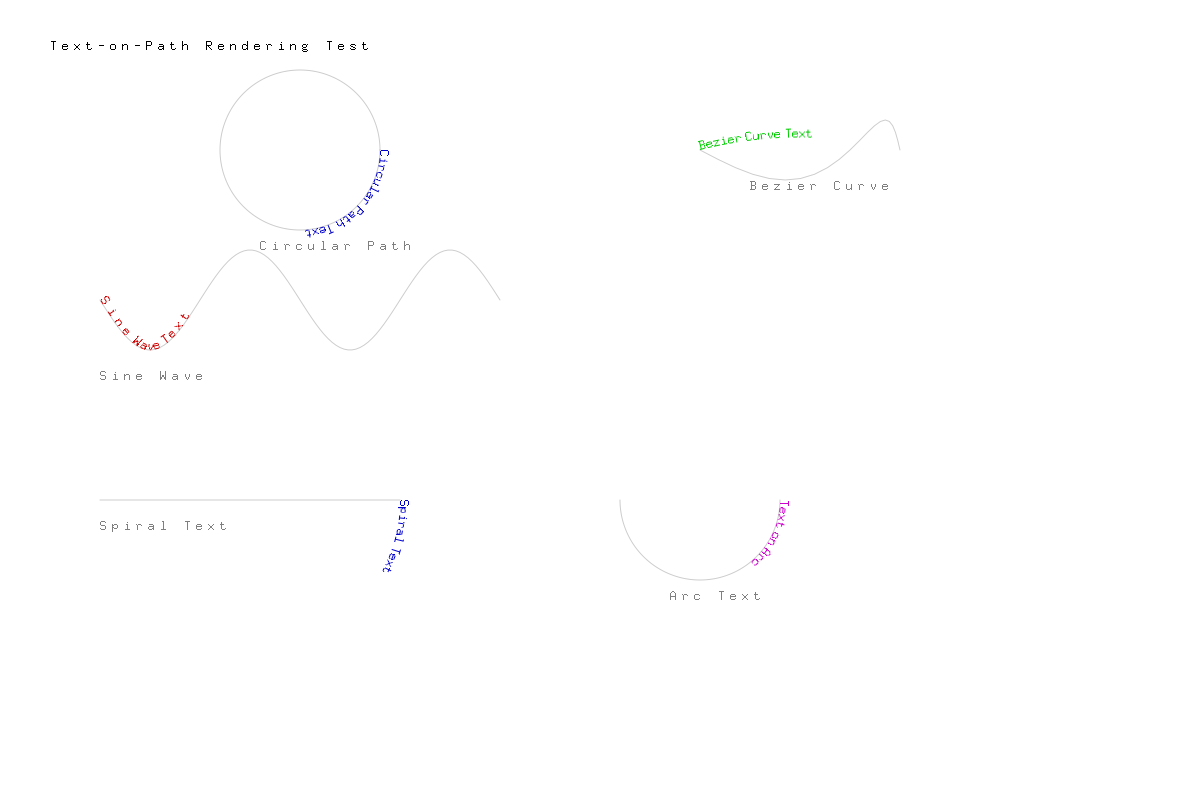 Text-on-Path Rendering Test
Circular Path Text
Circular Path
Bezier Curve Text
Bezier Curve
Sine Wave Text
Sine Wave
Spiral Text
Spiral Text
Text on Arc
Arc Text